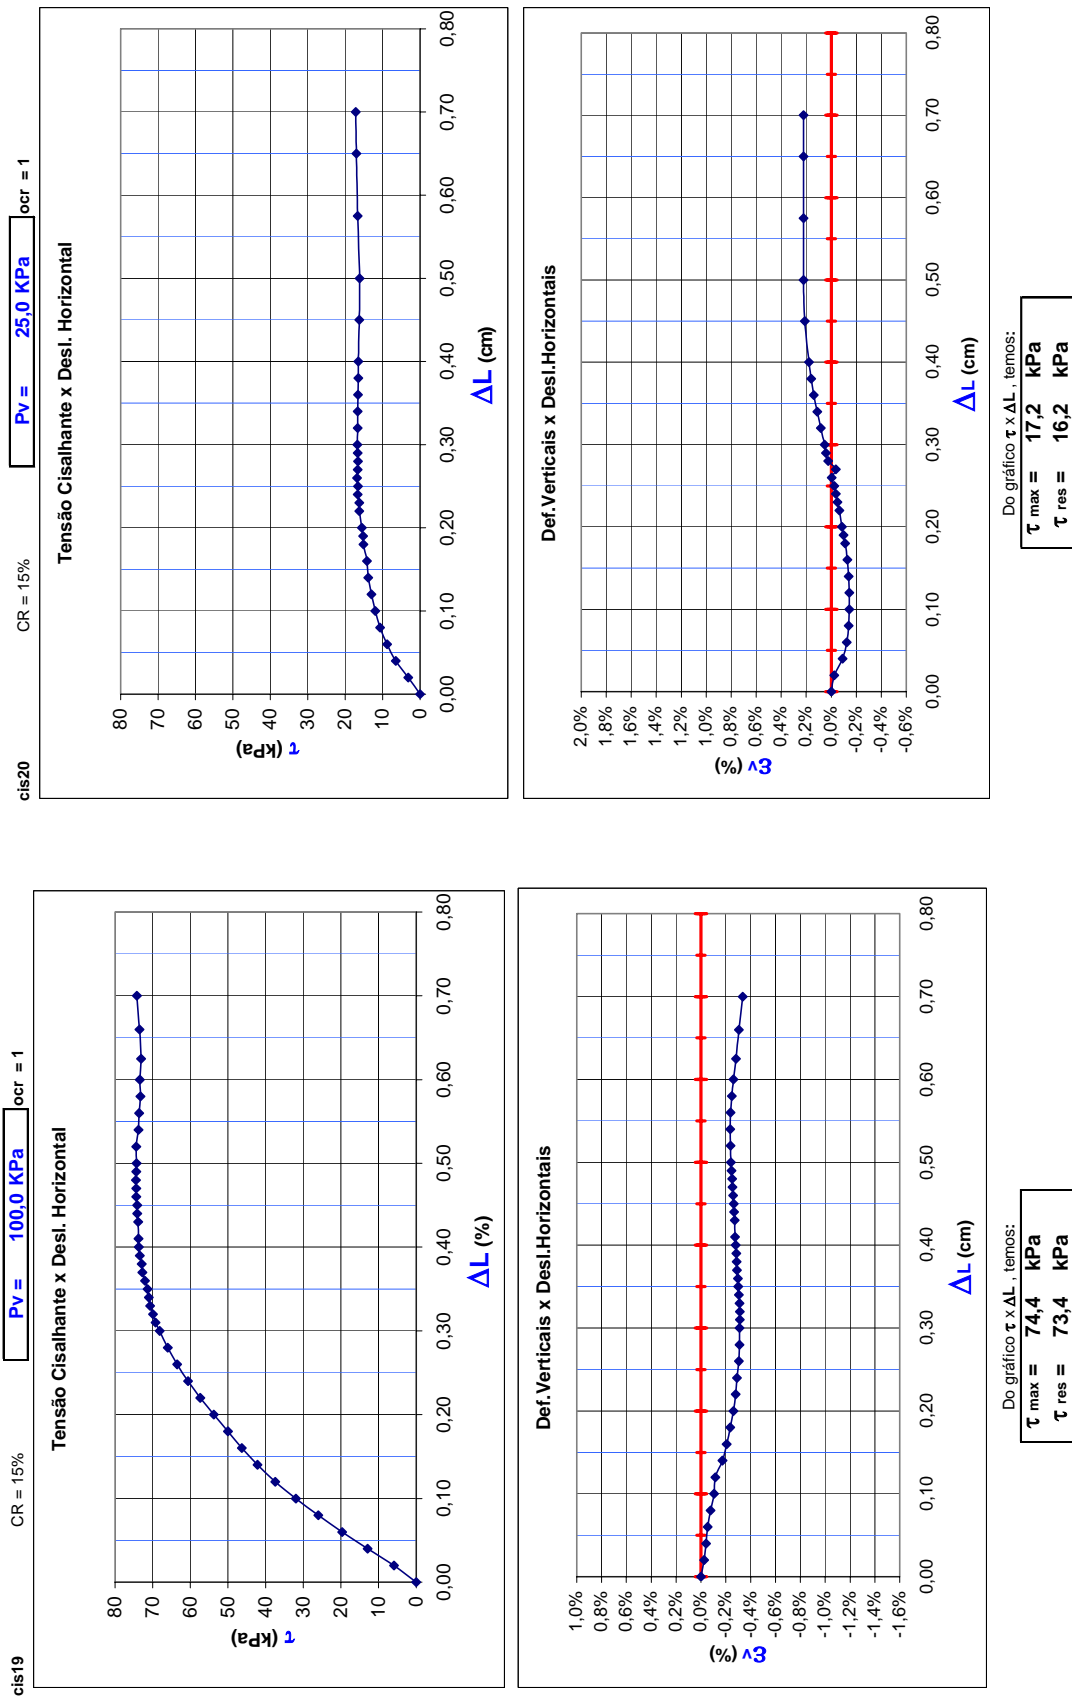 cis19
CR = 15%
Pv = 100,0 KPa
ocr = 1
Tensão Cisalhante x Desl. Horizontal
τ (kPa)
80
70
60
50
40
30
20
10
0
0,00 0,10 0,20 0,30 0,40 0,50 0,60 0,70 0,80
ΔL (%)
Def.Verticais x Desl.Horizontais
εv (%)
1,0%
0,8%
0,6%
0,4%
0,2%
0,0%
-0,2%
-0,4%
-0,6%
-0,8%
-1,0%
-1,2%
-1,4%
-1,6%
0,00 0,10 0,20 0,30 0,40 0,50 0,60 0,70 0,80
ΔL (cm)
Do gráfico τ x ΔL , temos:
τ max = 74,4 kPa
τ res = 73,4 kPa
cis20
CR = 15%
Pv = 25,0 KPa
ocr = 1
Tensão Cisalhante x Desl. Horizontal
τ (kPa)
80
70
60
50
40
30
20
10
0
0,00 0,10 0,20 0,30 0,40 0,50 0,60 0,70 0,80
ΔL (cm)
Def.Verticais x Desl.Horizontais
εv (%)
2,0%
1,8%
1,6%
1,4%
1,2%
1,0%
0,8%
0,6%
0,4%
0,2%
0,0%
-0,2%
-0,4%
-0,6%
0,00 0,10 0,20 0,30 0,40 0,50 0,60 0,70 0,80
ΔL (cm)
Do gráfico τ x ΔL , temos:
τ max = 17,2 kPa
τ res = 16,2 kPa